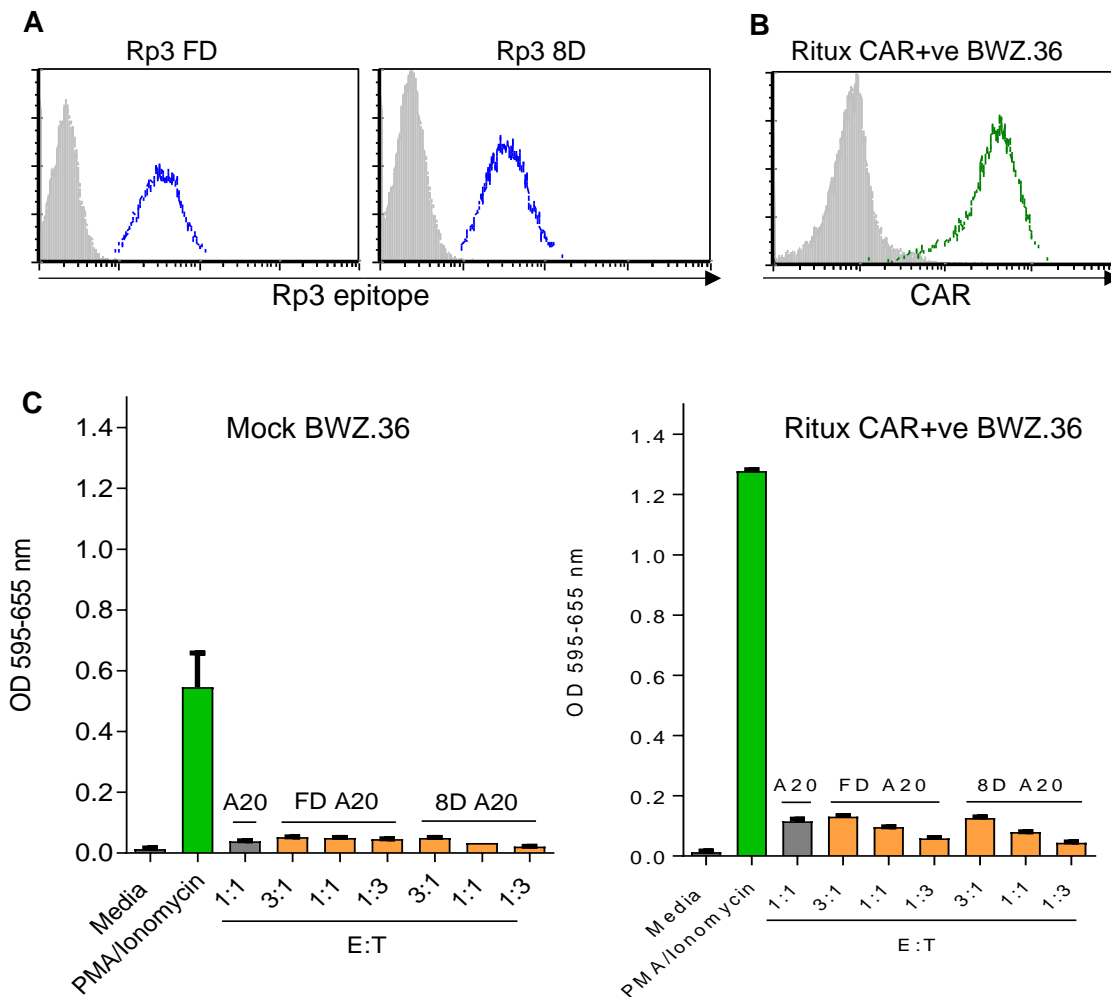 A
B
Rp3 FD
Rp3 8D
Ritux CAR+ve BWZ.36
Rp3 epitope
CAR
C
Mock BWZ.36
OD 595-655 nm
1.4
1.2
1.0
0.8
0.6
0.4
0.2
0.0
A20
FD A20
8D A20
Media
PMA/Ionomycin
1:1
3:1
1:1
1:3
3:1
1:1
1:3
E:T
Ritux CAR+ve BWZ.36
OD 595-655 nm
1.4
1.2
1.0
0.8
0.6
0.4
0.2
0.0
A20
FD A20
8D A20
Media
PMA/Ionomycin
1:1
3:1
1:1
1:3
3:1
1:1
1:3
E:T